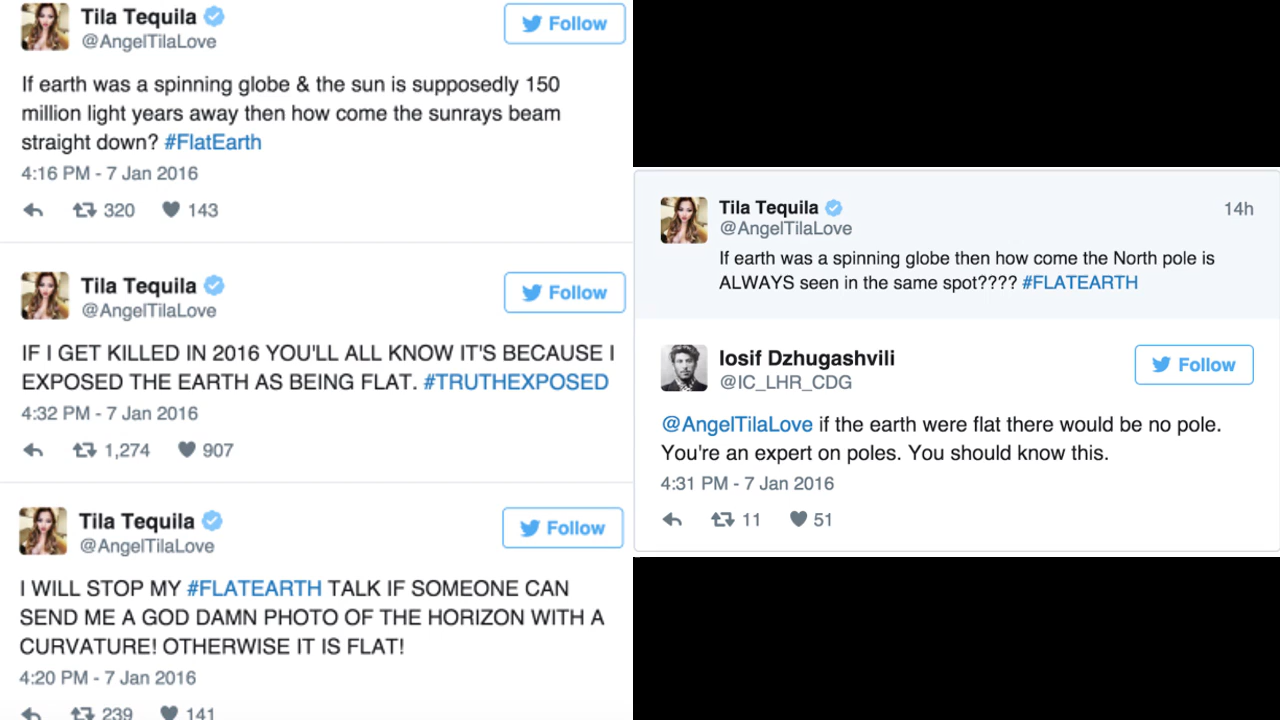 Tila Tequila
Follow
@AngelTilaLove
If earth was a spinning globe & the sun is supposedly 150
million light years away then how come the sunrays beam
straight down? #FlatEarth
4:16 PM - 7 Jan 2016
320 143
Tila Tequila
Follow
@AngelTilaLove
IF I GET KILLED IN 2016 YOU'LL ALL KNOW IT'S BECAUSE I
EXPOSED THE EARTH AS BEING FLAT. #TRUTHEXPOSED
4:32 PM - 7 Jan 2016
1,274 907
Tila Tequila
Follow
@AngelTilaLove
I WILL STOP MY #FLATEARTH TALK IF SOMEONE CAN
SEND ME A GOD DAMN PHOTO OF THE HORIZON WITH A
CURVATURE! OTHERWISE IT IS FLAT!
4:20 PM - 7 Jan 2016
239 141
Tila Tequila
14h
@AngelTilaLove
If earth was a spinning globe then how come the North pole is
ALWAYS seen in the same spot???? #FLATEARTH
Iosif Dzhugashvili
Follow
@IC_LHR_CDG
@AngelTilaLove if the earth were flat there would be no pole.
You're an expert on poles. You should know this.
4:31 PM - 7 Jan 2016
11 51